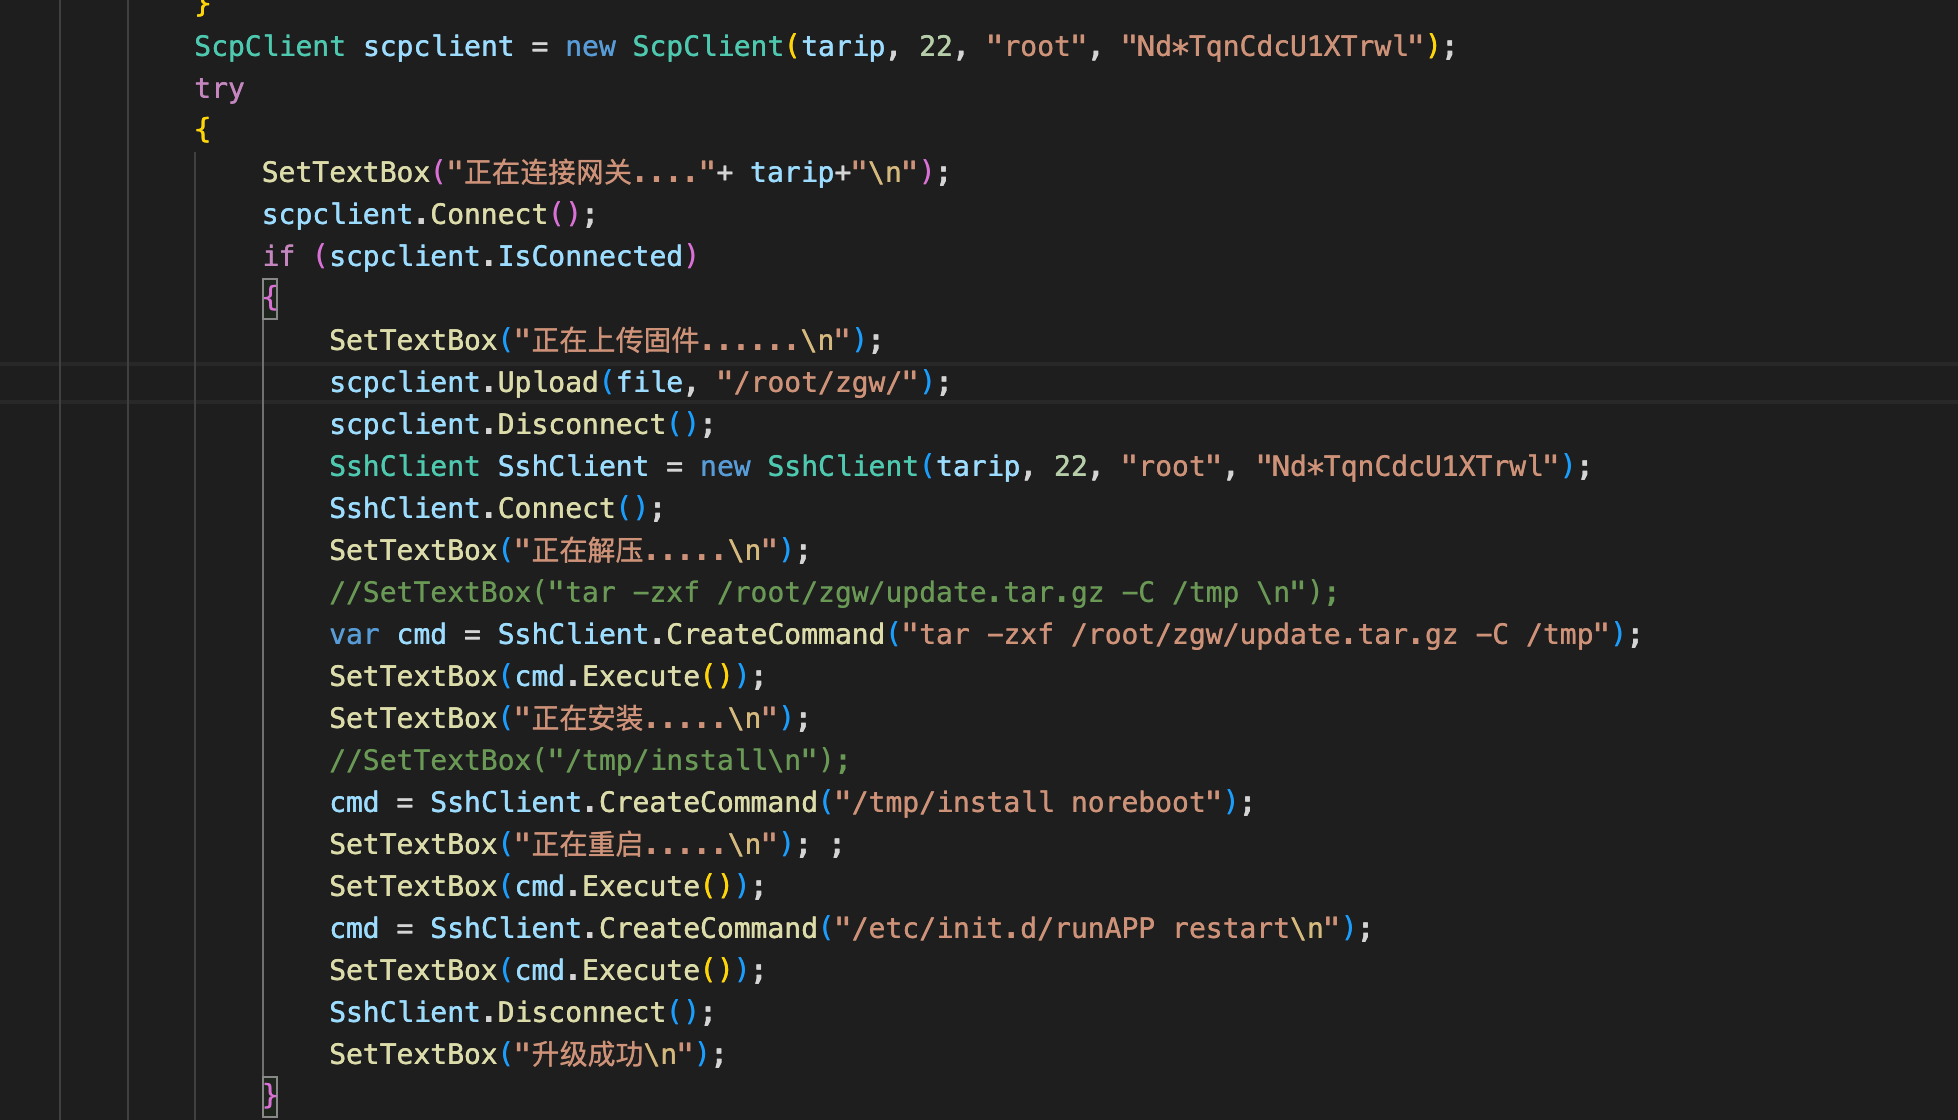 }
ScpClient scpclient = new ScpClient(tarip, 22, "root", "Nd*TqnCdcU1XTrwl");
try
{
SetTextBox("正在连接网关...."+ tarip+"\n");
scpclient.Connect();
if (scpclient.IsConnected)
{
SetTextBox("正在上传固件......\n");
scpclient.Upload(file, "/root/zgw/");
scpclient.Disconnect();
SshClient SshClient = new SshClient(tarip, 22, "root", "Nd*TqnCdcU1XTrwl");
SshClient.Connect();
SetTextBox("正在解压.....\n");
//SetTextBox("tar -zxf /root/zgw/update.tar.gz -C /tmp \n");
var cmd = SshClient.CreateCommand("tar -zxf /root/zgw/update.tar.gz -C /tmp");
SetTextBox(cmd.Execute());
SetTextBox("正在安装.....\n");
//SetTextBox("/tmp/install\n");
cmd = SshClient.CreateCommand("/tmp/install noreboot");
SetTextBox("正在重启.....\n"); ;
SetTextBox(cmd.Execute());
cmd = SshClient.CreateCommand("/etc/init.d/runAPP restart\n");
SetTextBox(cmd.Execute());
SshClient.Disconnect();
SetTextBox("升级成功\n");
}